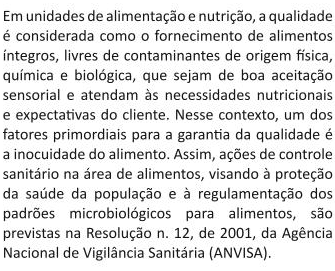 Em unidades de alimentação e nutrição, a qualidade
é considerada como o fornecimento de alimentos
íntegros, livres de contaminantes de origem física,
química e biológica, que sejam de boa aceitação
sensorial e atendam às necessidades nutricionais
e expectativas do cliente. Nesse contexto, um dos
fatores primordiais para a garantia da qualidade é
a inocuidade do alimento. Assim, ações de controle
sanitário na área de alimentos, visando à proteção
da saúde da população e à regulamentação dos
padrões microbiológicos para alimentos, são
previstas na Resolução n. 12, de 2001, da Agência
Nacional de Vigilância Sanitária (ANVISA).